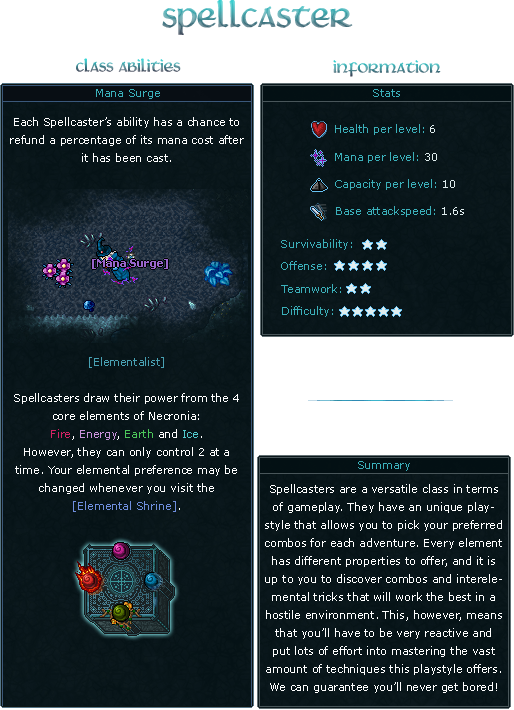 spellcaster
class abilities
Mana Surge
Each Spellcaster's ability has a chance to
refund a percentage of its mana cost after
it has been cast.
[Mana Surge]
[Elementalist]
Spellcasters draw their power from the 4
core elements of Necronia:
Fire, Energy, Earth and Ice.
However, they can only control 2 at a
time. Your elemental preference may be
changed whenever you visit the
[Elemental Shrine].
information
Stats
Health per level: 6
Mana per level: 30
Capacity per level: 10
Base attackspeed: 1.6s
Survivability:
Offense:
Teamwork:
Difficulty:
Summary
Spellcasters are a versatile class in terms
of gameplay. They have an unique play-
style that allows you to pick your preferred
combos for each adventure. Every element
has different properties to offer, and it is
up to you to discover combos and interele-
mental tricks that will work the best in a
hostile environment. This, however, means
that you'll have to be very reactive and
put lots of effort into mastering the vast
amount of techniques this playstyle offers.
We can guarantee you'll never get bored!